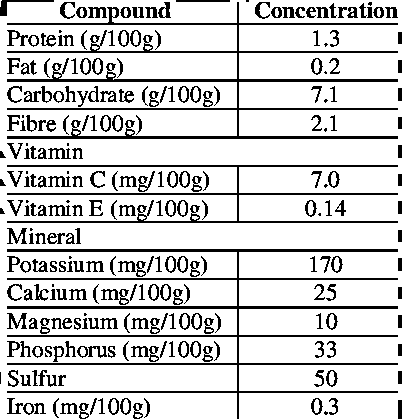 Compound Concentration
Protein (g/100g) 1.3
Fat (g/100g) 0.2
Carbohydrate (g/100g) 7.1
Fibre (g/100g) 2.1
Vitamin
Vitamin C (mg/100g) 7.0
Vitamin E (mg/100g) 0.14
Mineral
Potassium (mg/100g) 170
Calcium (mg/100g) 25
Magnesium (mg/100g) 10
Phosphorus (mg/100g) 33
Sulfur 50
Iron (mg/100g) 0.3